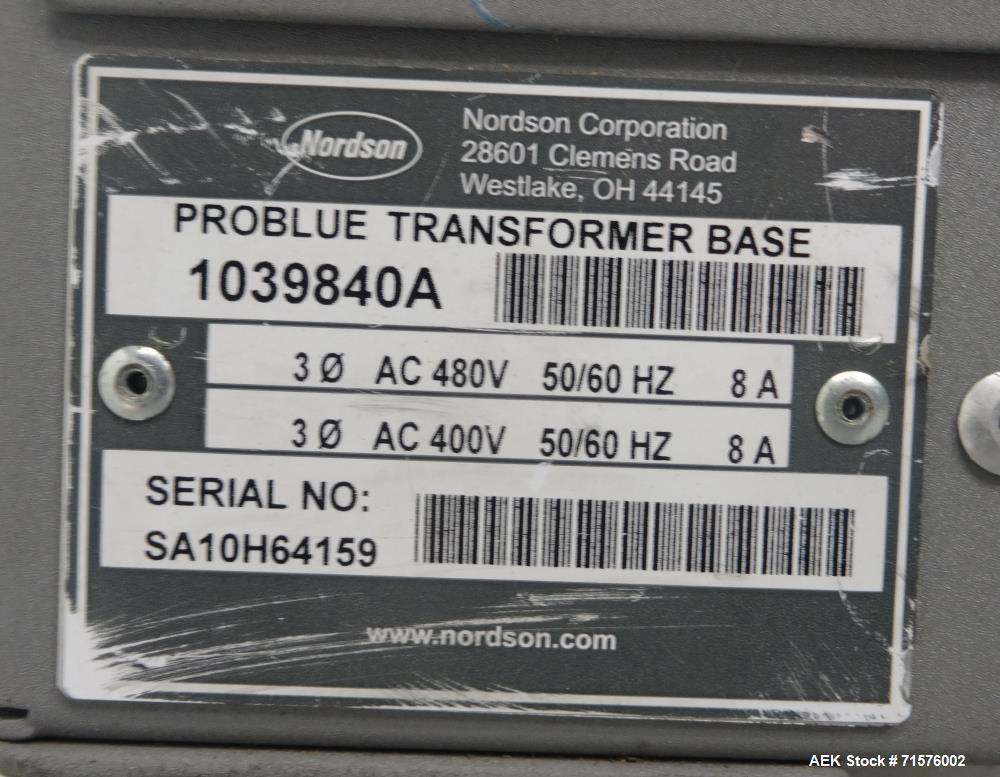 Nordson
Nordson Corporation
28601 Clemens Road
Westlake, OH 44145
PROBLUE TRANSFORMER BASE
1039840A
3 Ø AC 480V 50/60 HZ 8 A
3 Ø AC 400V 50/60 HZ 8 A
SERIAL NO:
SA10H64159
www.nordson.com
AEK Stock # 71576002